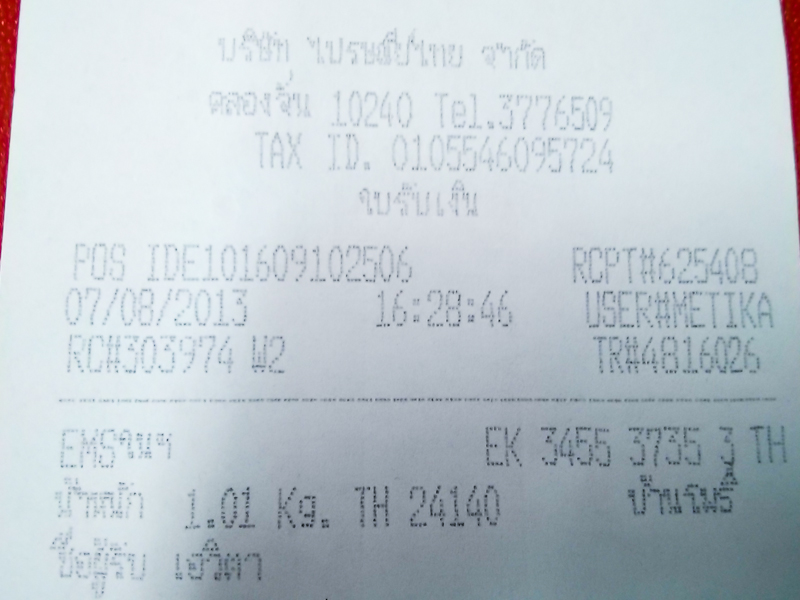 บริษัท ไปรษณีย์ไทย จำกัด
คลองจั่น 10240 Tel.3776509
TAX ID. 0105546095724
ใบรับเงิน
POS IDE101609102506 RCPT#625408
07/08/2013 16:28:46 USER#METIKA
RC#303974 W2 TR#4816026
EMSในฯ EK 3455 3735 3 TH
น้ำหนัก 1.01 Kg. TH 24140 บ้านโพธิ์
ชื่อผู้รับ เอวิตา